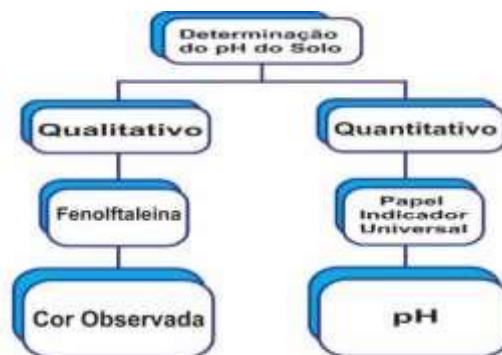 Determinação
do pH do Solo
Qualitativo
Quantitativo
Fenolftaleina
Papel
Indicador
Universal
Cor Observada
pH